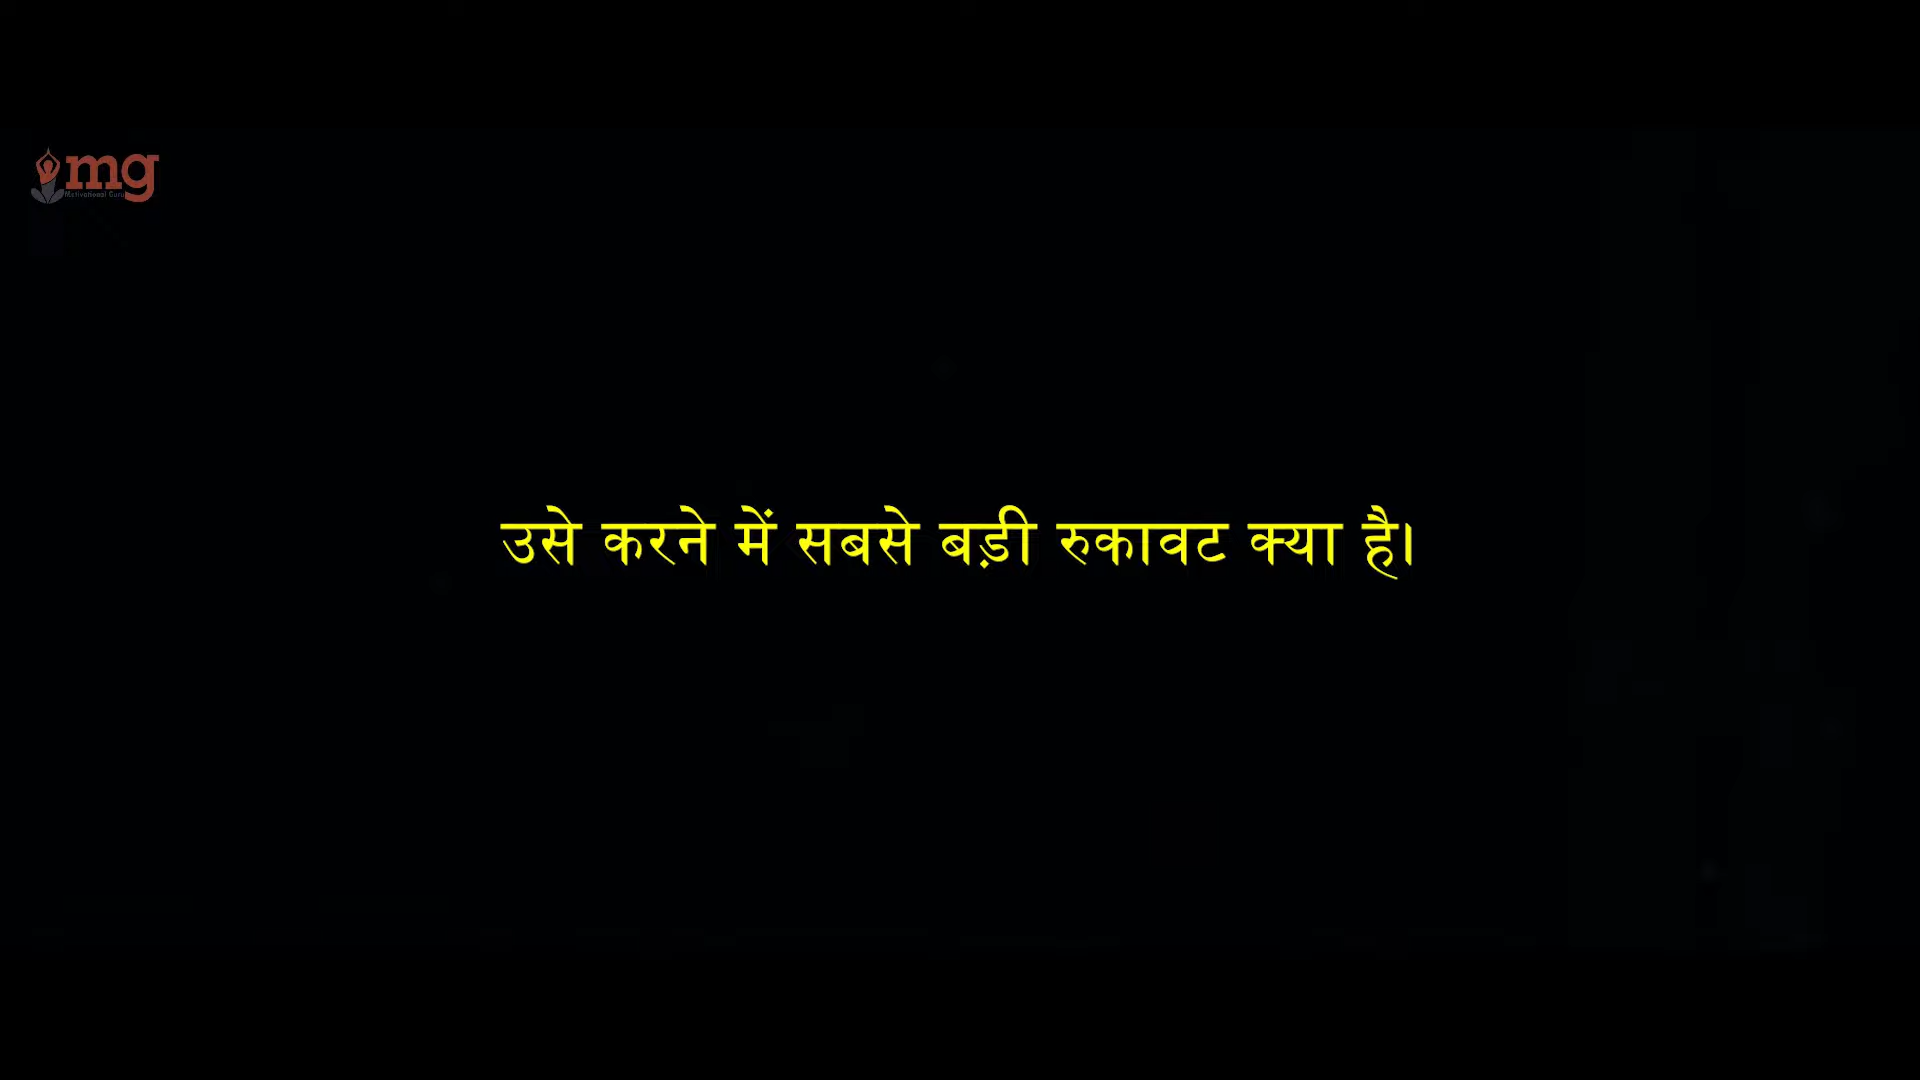 mg
Motivational Guru
उसे करने में सबसे बड़ी रुकावट क्या है।